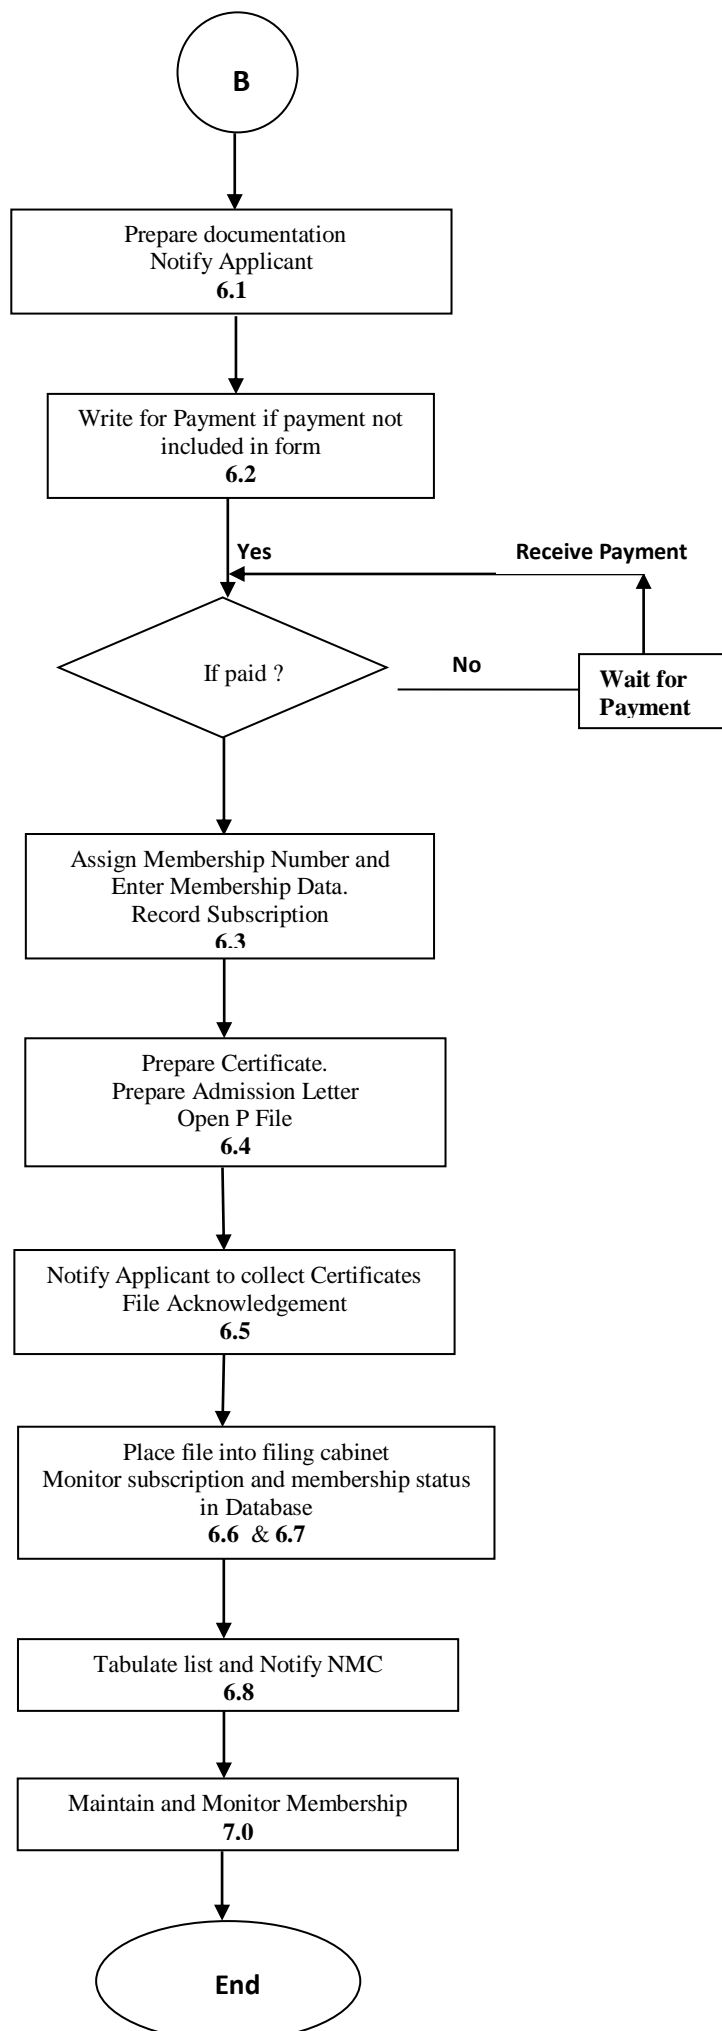 B
Prepare documentation
Notify Applicant
6.1
Write for Payment if payment not
included in form
6.2
Yes
Receive Payment
If paid ?
No
Wait for
Payment
Assign Membership Number and
Enter Membership Data.
Record Subscription
6.3
Prepare Certificate.
Prepare Admission Letter
Open P File
6.4
Notify Applicant to collect Certificates
File Acknowledgement
6.5
Place file into filing cabinet
Monitor subscription and membership status
in Database
6.6 & 6.7
Tabulate list and Notify NMC
6.8
Maintain and Monitor Membership
7.0
End